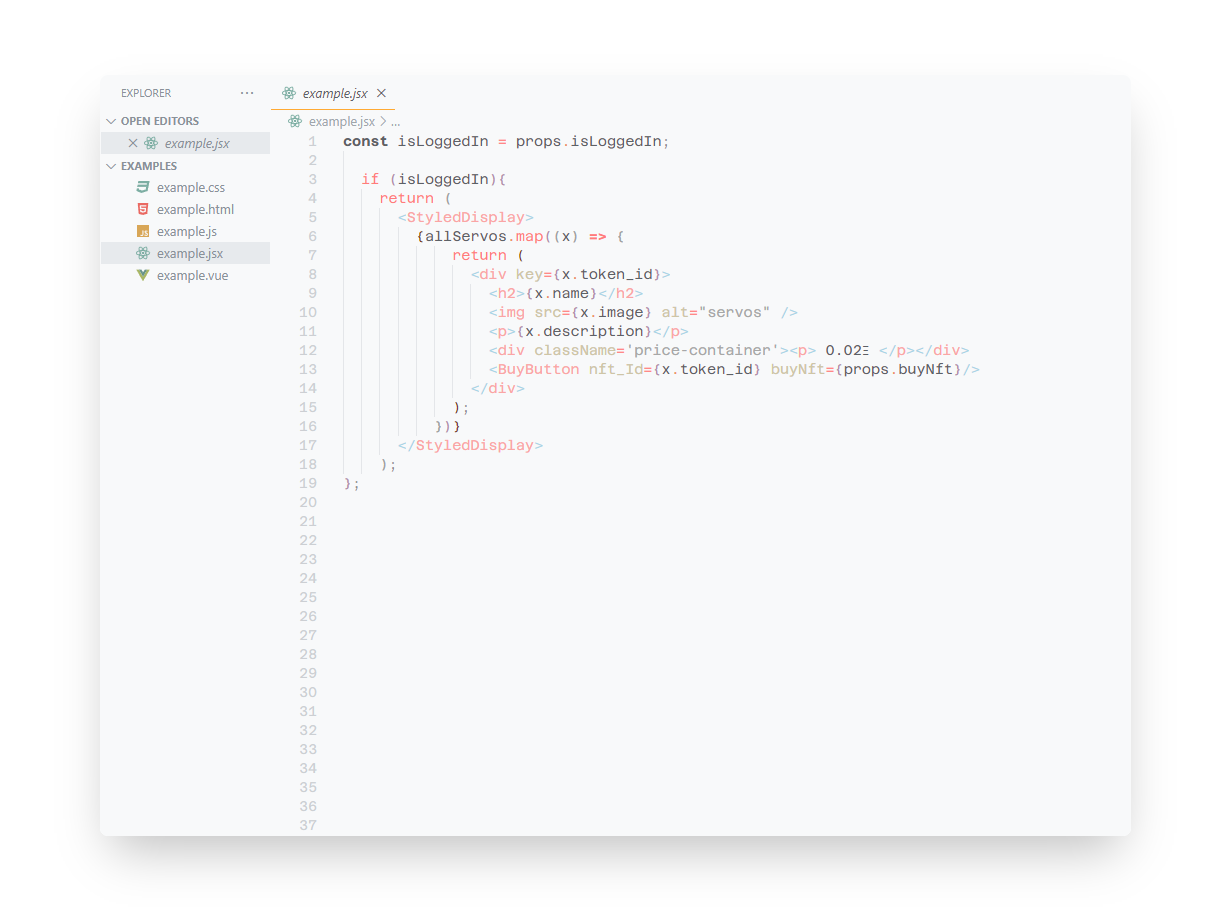 EXPLORER ···
OPEN EDITORS
example.jsx
EXAMPLES
example.css
example.html
example.js
example.jsx
example.vue
example.jsx
example.jsx > ...
1 const isLoggedIn = props.isLoggedIn;
2
3 if (isLoggedIn){
4 return (
5 <StyledDisplay>
6 {allServos.map((x) => {
7 return (
8 <div key={x.token_id}>
9 <h2>{x.name}</h2>
10 <img src={x.image} alt="servos" />
11 <p>{x.description}</p>
12 <div className='price-container'><p> 0.02Ξ </p></div>
13 <BuyButton nft_Id={x.token_id} buyNft={props.buyNft}/>
14 </div>
15 );
16 })}
17 </StyledDisplay>
18 );
19 };
20
21
22
23
24
25
26
27
28
29
30
31
32
33
34
35
36
37